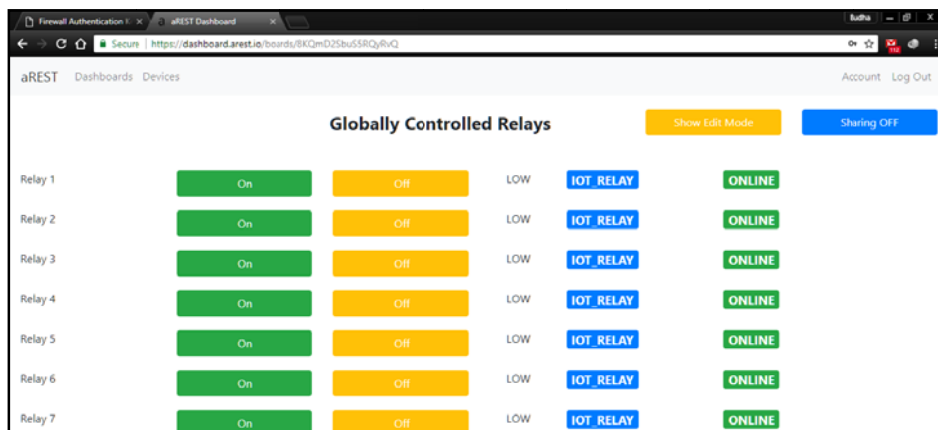 Firewall Authentication K aREST Dashboard Budha
Secure https://dashboard.arest.io/boards/8KQmD2SbuS5RQyRvQ
112
aREST Dashboards Devices Account Log Out
Globally Controlled Relays Show Edit Mode Sharing OFF
Relay 1 On Off LOW IOT_RELAY ONLINE
Relay 2 On Off LOW IOT_RELAY ONLINE
Relay 3 On Off LOW IOT_RELAY ONLINE
Relay 4 On Off LOW IOT_RELAY ONLINE
Relay 5 On Off LOW IOT_RELAY ONLINE
Relay 6 On Off LOW IOT_RELAY ONLINE
Relay 7 On Off LOW IOT_RELAY ONLINE